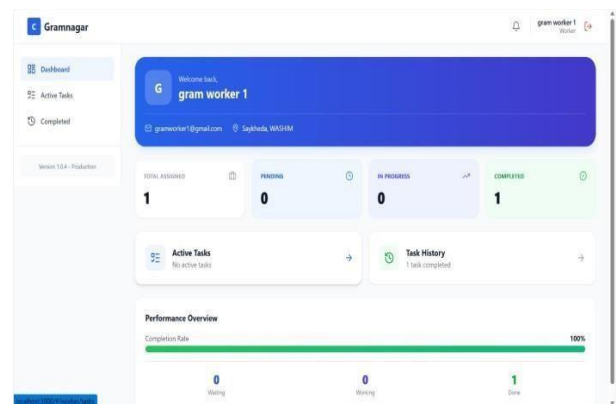 C Gramnagar
gram worker 1
Worker
Dashboard
Active Tasks
Completed
Version 1.0.4 - Production
G
Welcome back,
gram worker 1
gramworker1@gmail.com Saykheda, WASHIM
TOTAL ASSIGNED
1
PENDING
0
IN PROGRESS
0
COMPLETED
1
Active Tasks
No active tasks
Task History
1 task completed
Performance Overview
Completion Rate 100%
0
Waiting
0
Working
1
Done